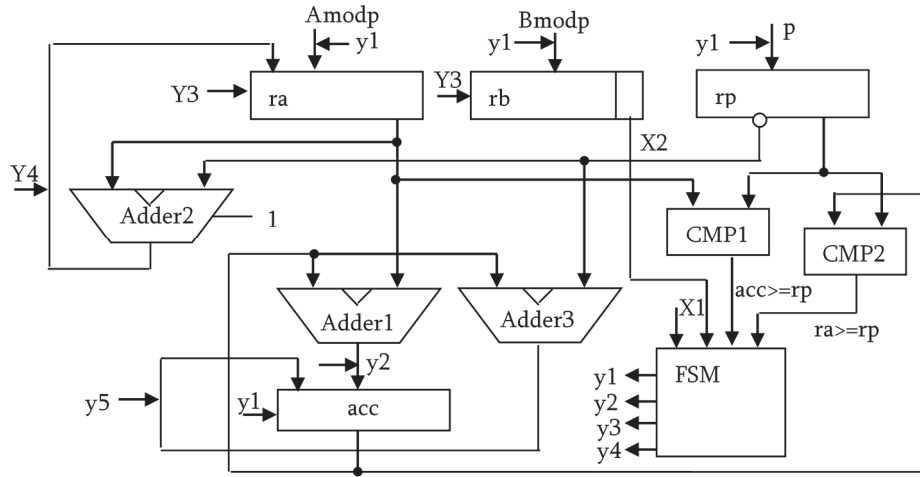 Amodp
Bmodp
p
y1
y1
y1
Y3
ra
Y3
rb
rp
X2
Y4
Adder2
1
CMP1
CMP2
acc>=rp
X1
ra>=rp
Adder1
Adder3
y2
FSM
y1
y2
y3
y4
y5
y1
acc